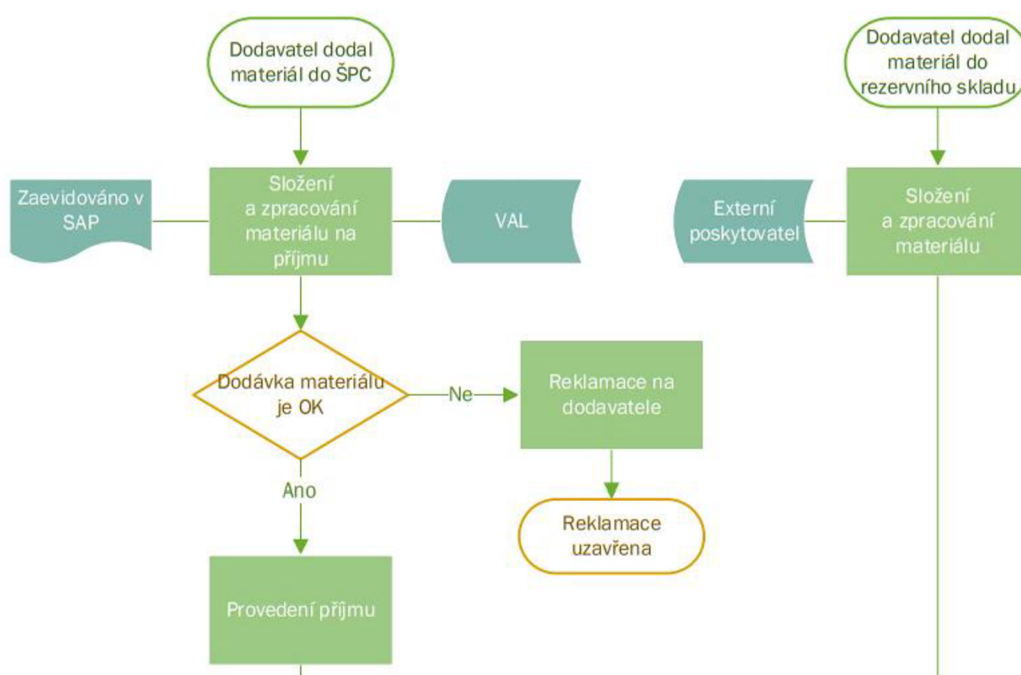 Dodavatel dodal
materiál do ŠPC
Dodavatel dodal
materiál do
rezervního skladu
Zaevidováno v
SAP
Složení
a zpracování
materiálu na
příjmu
VAL
Externí
poskytovatel
Složení
a zpracování
materiálu
Dodávka materiálu
je OK
Ne
Reklamace na
dodavatele
Ano
Reklamace
uzavřena
Provedení příjmu